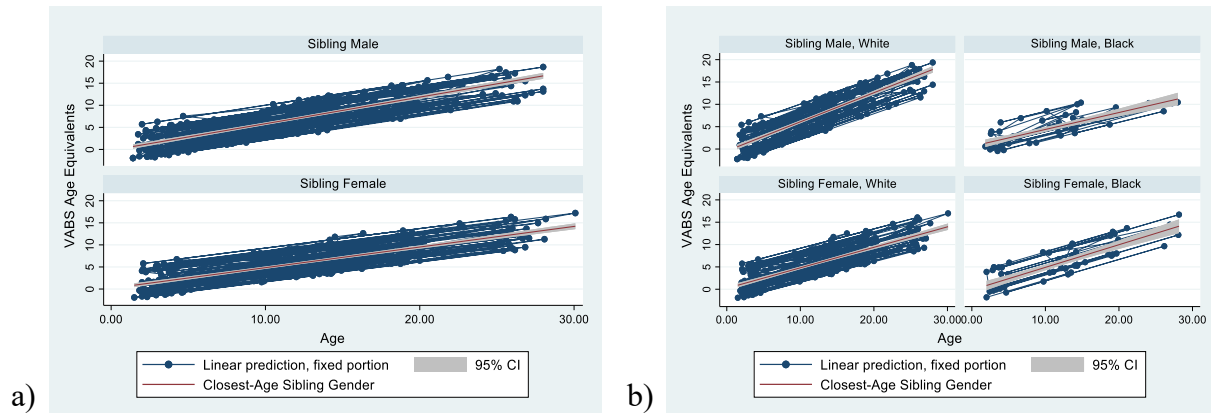 a)
Sibling Male
20
15
10
5
0
Sibling Female
20
15
10
5
0
VABS Age Equivalents
0.00 10.00 20.00 30.00
Age
Linear prediction, fixed portion 95% CI
Closest-Age Sibling Gender
b)
Sibling Male, White Sibling Male, Black
20
15
10
5
0
Sibling Female, White Sibling Female, Black
20
15
10
5
0
VABS Age Equivalents
0.00 10.00 20.00 30.000.00 10.00 20.00 30.00
Age
Linear prediction, fixed portion 95% CI
Closest-Age Sibling Gender